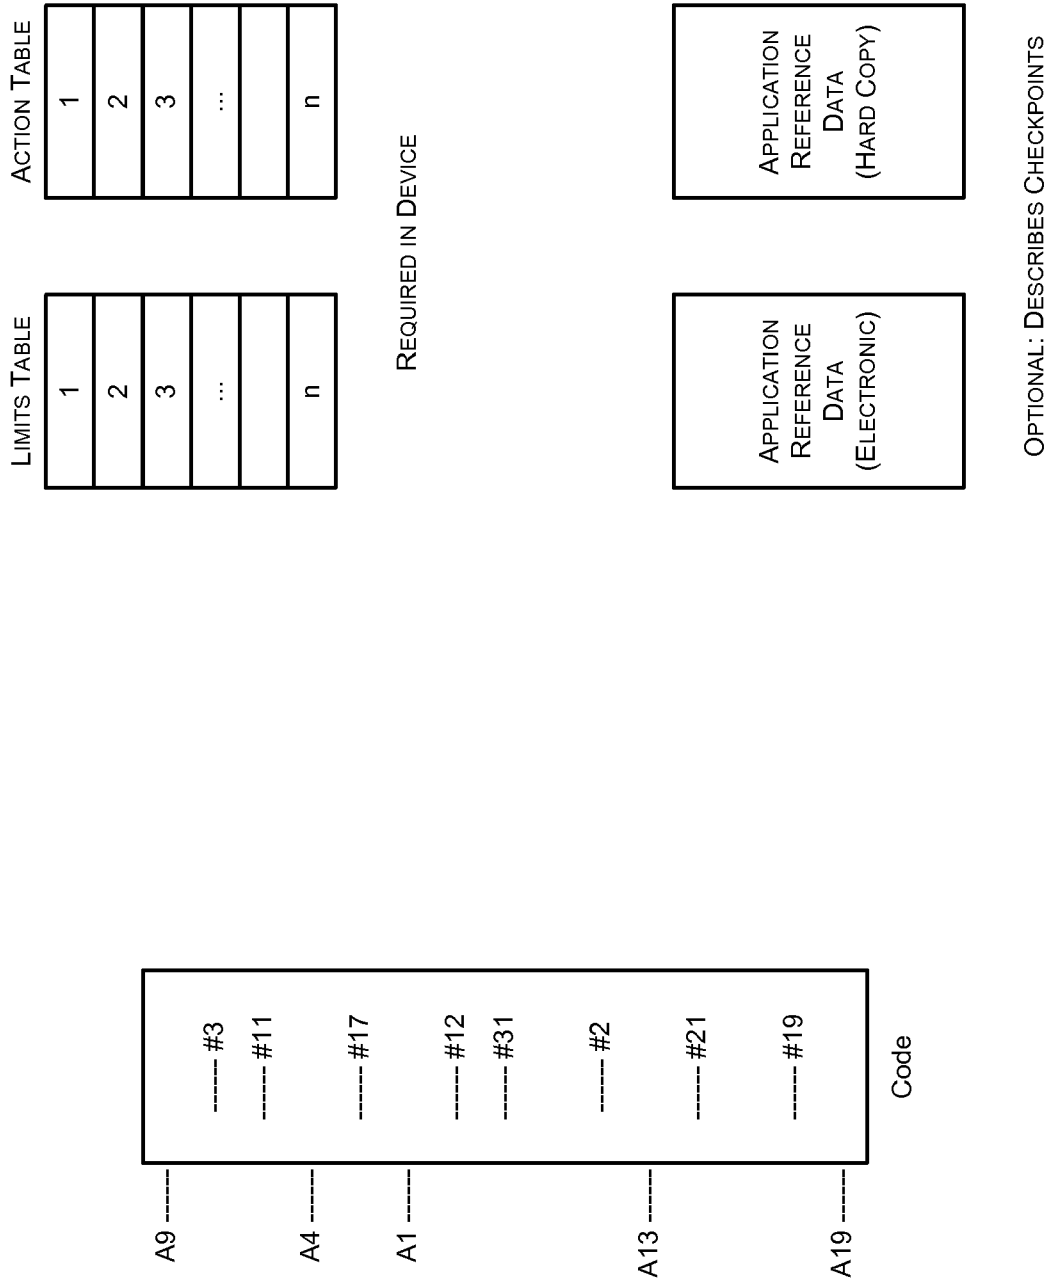 A9
A4
A1
A13
A19
#3
#11
#17
#12
#31
#2
#21
#19
Code
LIMITS TABLE
1
2
3
...
n
ACTION TABLE
1
2
3
...
n
REQUIRED IN DEVICE
APPLICATION
REFERENCE
DATA
(ELECTRONIC)
APPLICATION
REFERENCE
DATA
(HARD COPY)
OPTIONAL: DESCRIBES CHECKPOINTS